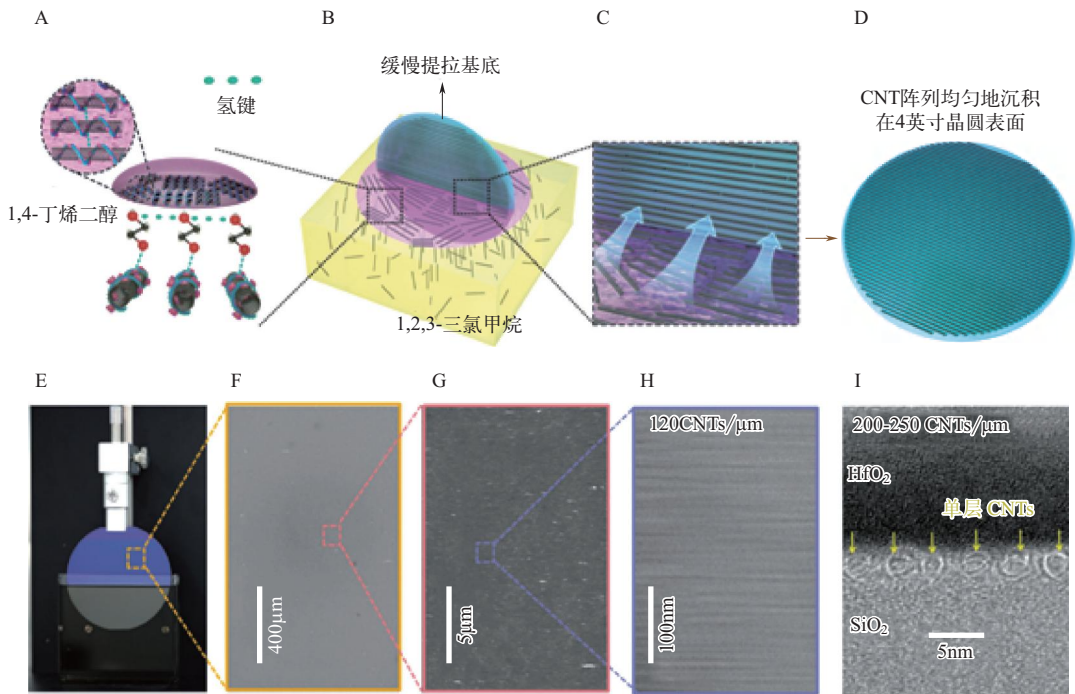 A
B
C
D
缓慢提拉基底
氢键
CNT阵列均匀地沉积
在4英寸晶圆表面
1,4-丁烯二醇
1,2,3-三氯甲烷
E
F
G
H
I
120CNTs/μm
200-250 CNTs/μm
HfO₂
单层 CNTs
SiO₂
400μm
5μm
100nm
5nm